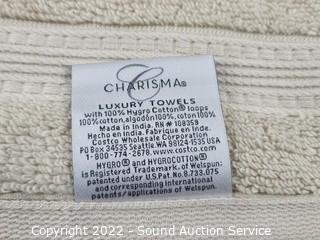 C
CHARISMA®
LUXURY TOWELS
with 100% Hygro Cotton® loops
100% cotton, algodón100%, coton 100%
Made in India. RN # 108359
Hecho en India. Fabrique en Inde.
Costco Wholesale Corporation
PO BOX 34535 Seattle, WA 98124-1535 USA
1-800-774-2678. www.costco.com
HYGRO® and HYGROCOTTON®
is Registered Trademark of Welspun;
patented under U.S.Pat.No.8,733,075
and corresponding international
patents/applications of Welspun.
Copyright 2022 - Sound Auction Service